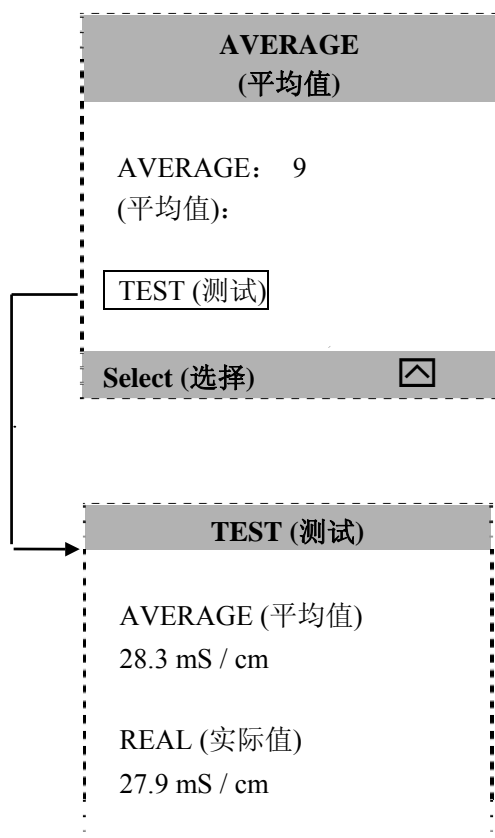 AVERAGE
(平均值)
AVERAGE： 9
(平均值)：
TEST (测试)
Select (选择)
TEST (测试)
AVERAGE (平均值)
28.3 mS / cm
REAL (实际值)
27.9 mS / cm